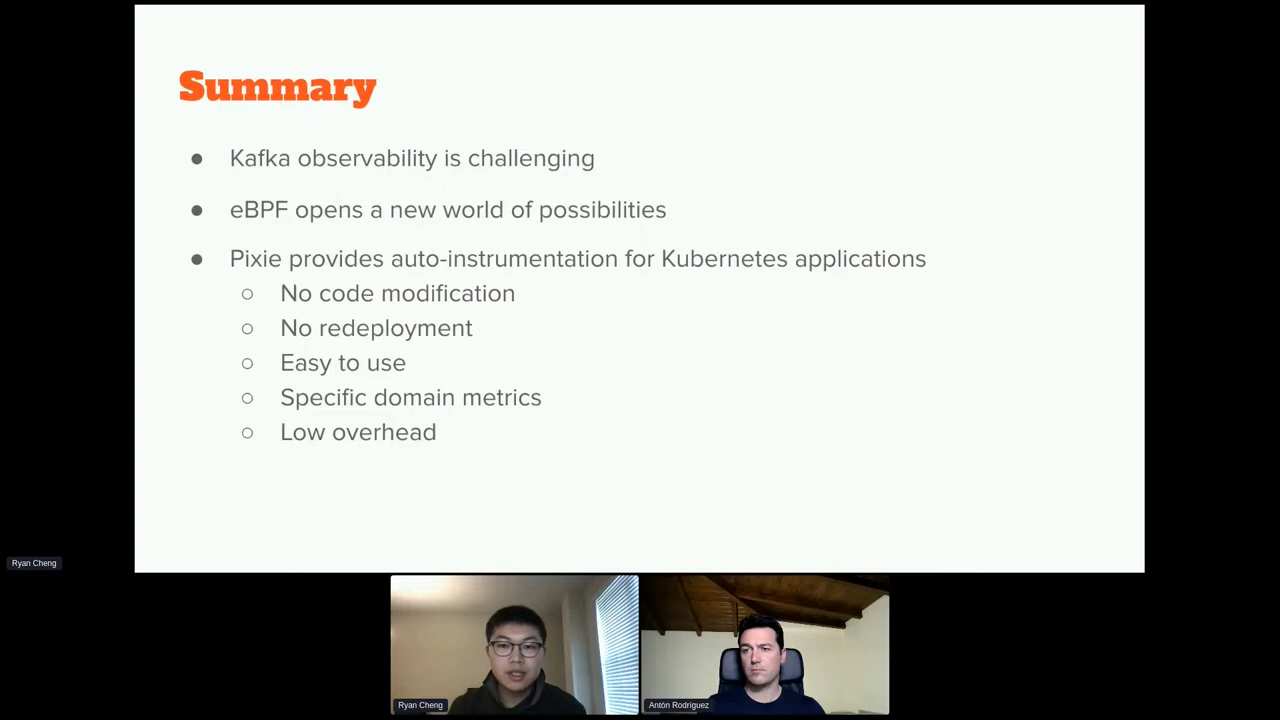 Summary
● Kafka observability is challenging
● eBPF opens a new world of possibilities
● Pixie provides auto-instrumentation for Kubernetes applications
○ No code modification
○ No redeployment
○ Easy to use
○ Specific domain metrics
○ Low overhead
Ryan Cheng
Ryan Cheng
Antón Rodríguez